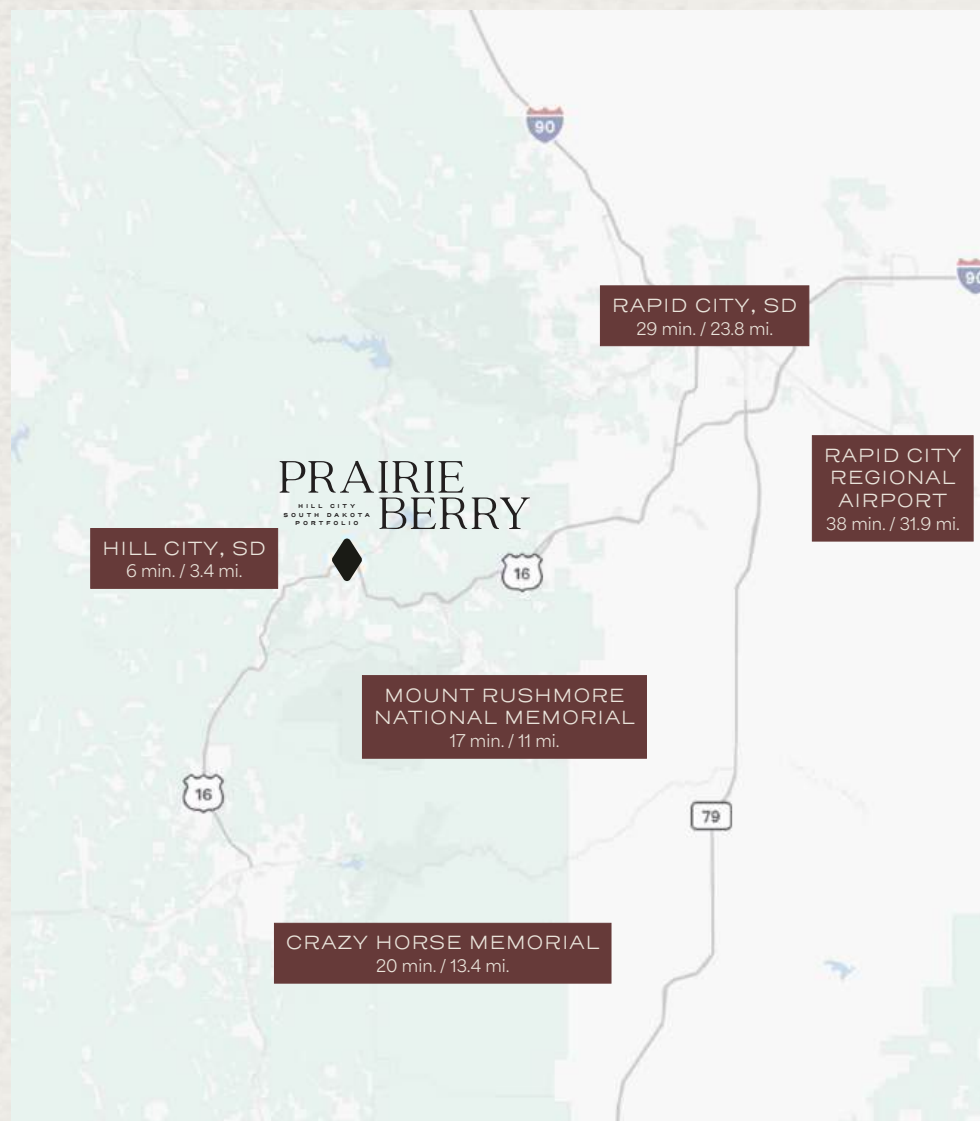 90
90
RAPID CITY, SD
29 min. / 23.8 mi.
RAPID CITY
REGIONAL
AIRPORT
38 min. / 31.9 mi.
PRAIRIE
HILL CITY
SOUTH DAKOTA
PORTFOLIO
BERRY
HILL CITY, SD
6 min. / 3.4 mi.
16
MOUNT RUSHMORE
NATIONAL MEMORIAL
17 min. / 11 mi.
16
79
CRAZY HORSE MEMORIAL
20 min. / 13.4 mi.